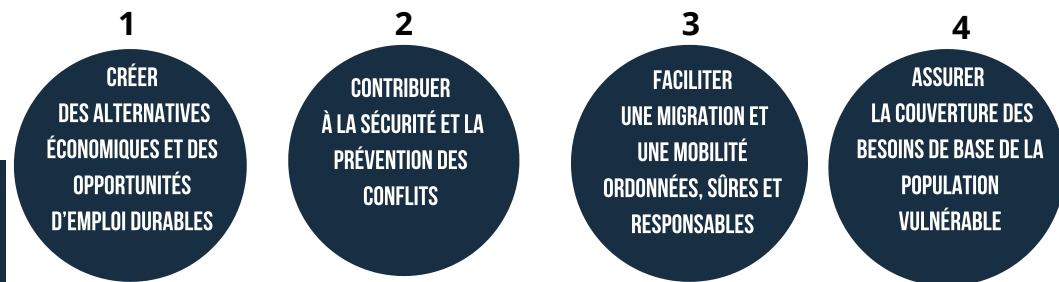 1
CRÉER
DES ALTERNATIVES
ÉCONOMIQUES ET DES
OPPORTUNITÉS
D'EMPLOI DURABLES
2
CONTRIBUER
À LA SÉCURITÉ ET LA
PRÉVENTION DES
CONFLITS
3
FACILITER
UNE MIGRATION ET
UNE MOBILITÉ
ORDONNÉES, SÛRES ET
RESPONSABLES
4
ASSURER
LA COUVERTURE DES
BESOINS DE BASE DE LA
POPULATION
VULNÉRABLE